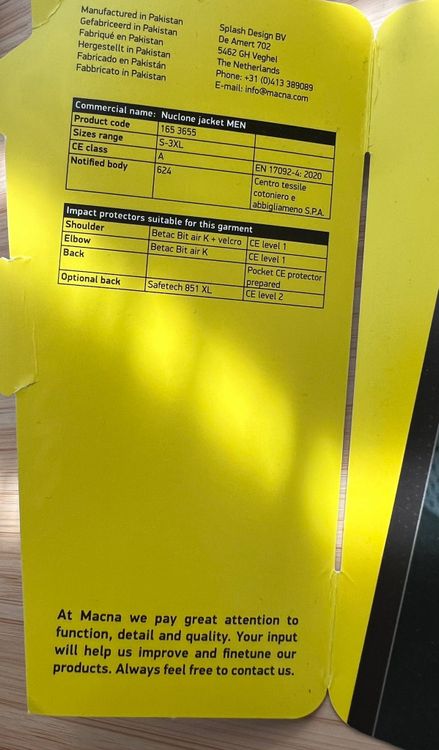 Manufactured in Pakistan
Gefabriceerd in Pakistan
Fabriqué en Pakistan
Hergestellt in Pakistan
Fabricado en Pakistán
Fabbricato in Pakistan
Splash Design BV
De Amert 702
5462 GH Veghel
The Netherlands
Phone: +31 (0)413 389089
E-mail: info@macna.com
Commercial name: Nuclone jacket MEN
Product code 165 3655
Sizes range S-3XL
CE class A EN 17092-4: 2020
Notified body 624 Centro tessile
cotoniero e
abbigliameno S.P.A.
Impact protectors suitable for this garment
Shoulder Betac Bit air K + velcro CE level 1
Elbow Betac Bit air K CE level 1
Back Pocket CE protector
prepared
Optional back Safetech 851 XL CE level 2
At Macna we pay great attention to
function, detail and quality. Your input
will help us improve and finetune our
products. Always feel free to contact us.